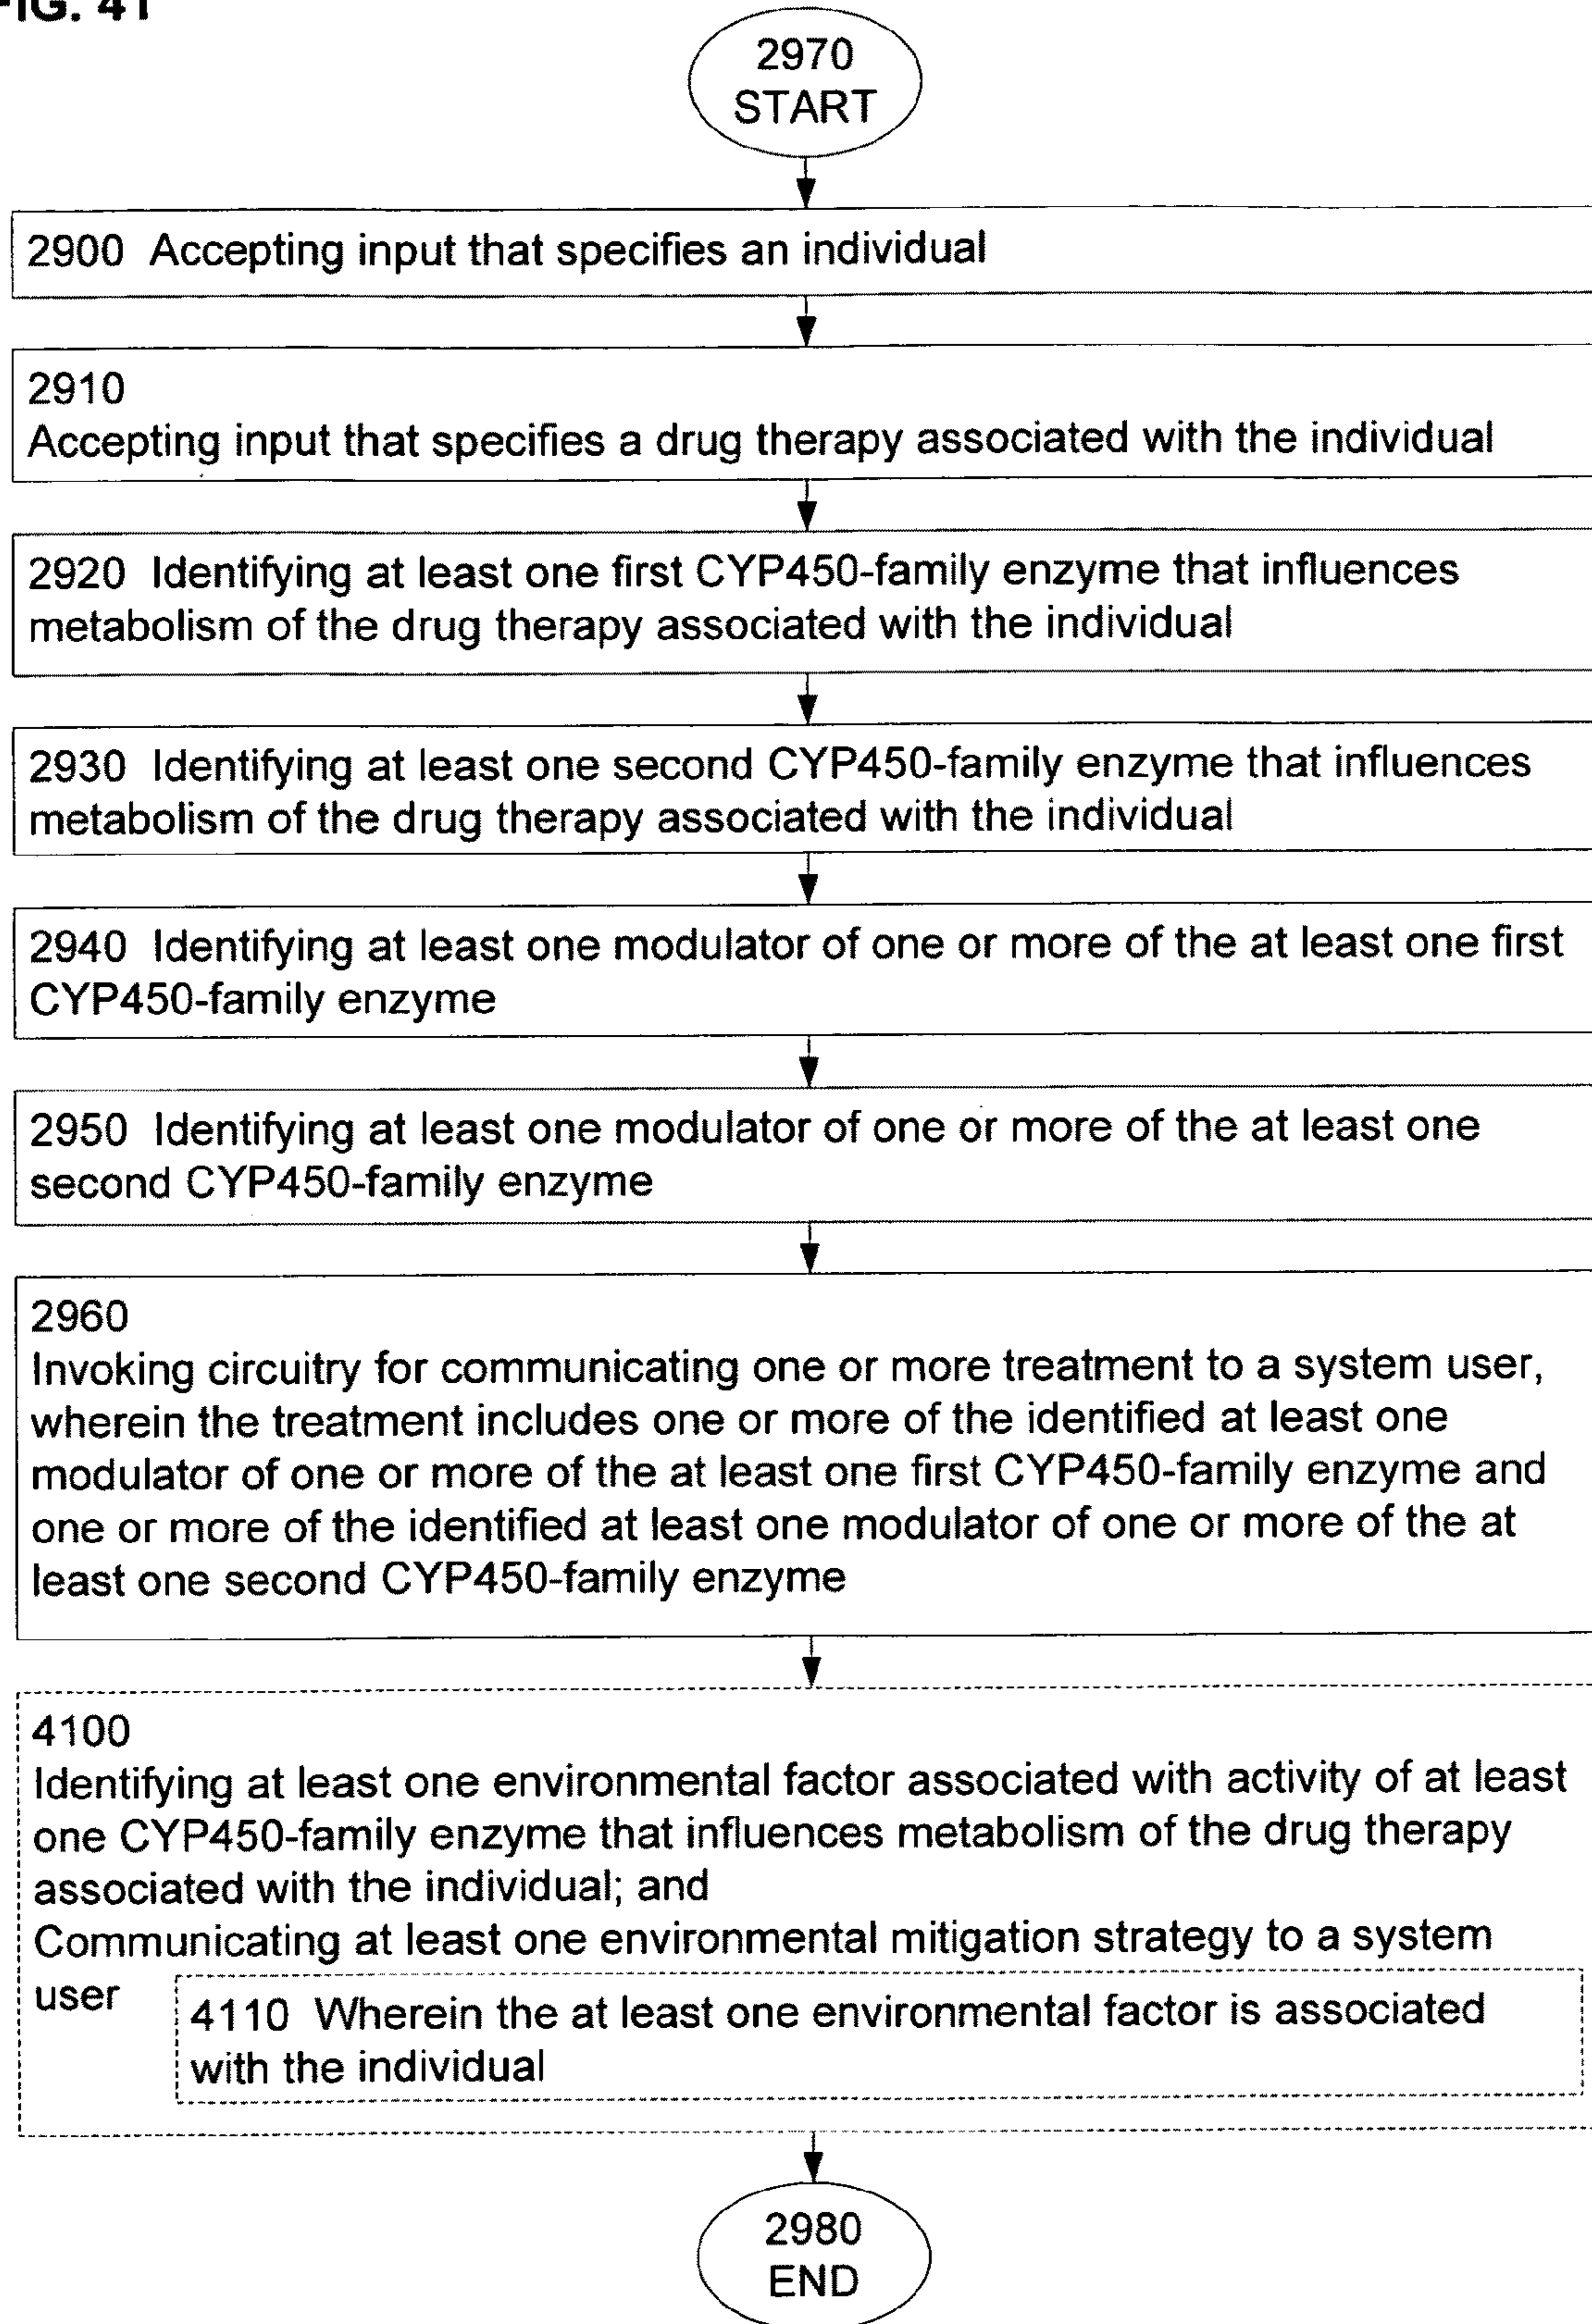 FIG. 41
2970
START
2900 Accepting input that specifies an individual
2910
Accepting input that specifies a drug therapy associated with the individual
2920 Identifying at least one first CYP450-family enzyme that influences
metabolism of the drug therapy associated with the individual
2930 Identifying at least one second CYP450-family enzyme that influences
metabolism of the drug therapy associated with the individual
2940 Identifying at least one modulator of one or more of the at least one first
CYP450-family enzyme
2950 Identifying at least one modulator of one or more of the at least one
second CYP450-family enzyme
2960
Invoking circuitry for communicating one or more treatment to a system user,
wherein the treatment includes one or more of the identified at least one
modulator of one or more of the at least one first CYP450-family enzyme and
one or more of the identified at least one modulator of one or more of the at
least one second CYP450-family enzyme
4100
Identifying at least one environmental factor associated with activity of at least
one CYP450-family enzyme that influences metabolism of the drug therapy
associated with the individual; and
Communicating at least one environmental mitigation strategy to a system
user
4110 Wherein the at least one environmental factor is associated
with the individual
2980
END